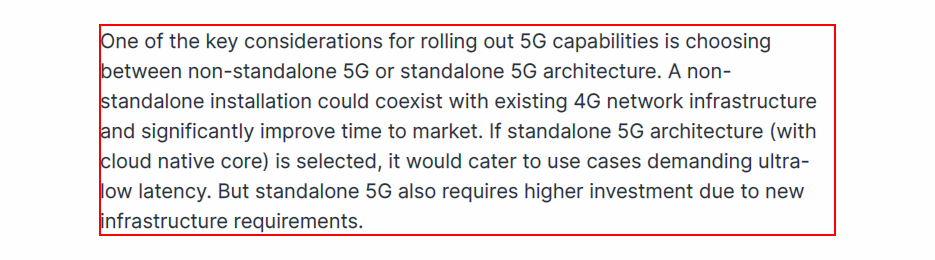 One of the key considerations for rolling out 5G capabilities is choosing
between non-standalone 5G or standalone 5G architecture. A non-
standalone installation could coexist with existing 4G network infrastructure
and significantly improve time to market. If standalone 5G architecture (with
cloud native core) is selected, it would cater to use cases demanding ultra-
low latency. But standalone 5G also requires higher investment due to new
infrastructure requirements.